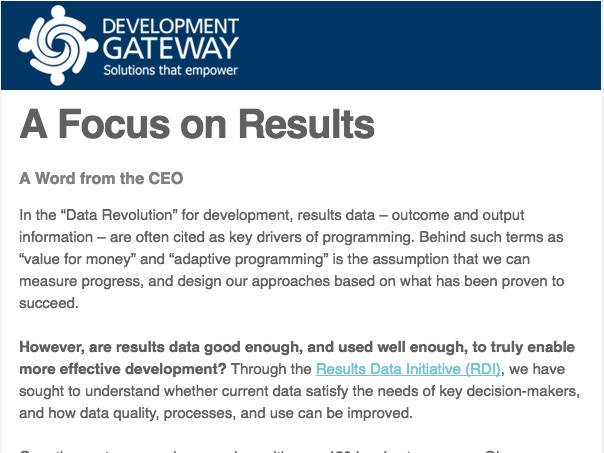 DEVELOPMENT
GATEWAY
Solutions that empower
A Focus on Results
A Word from the CEO
In the “Data Revolution” for development, results data – outcome and output
information – are often cited as key drivers of programming. Behind such terms as
“value for money” and “adaptive programming” is the assumption that we can
measure progress, and design our approaches based on what has been proven to
succeed.
However, are results data good enough, and used well enough, to truly enable
more effective development? Through the Results Data Initiative (RDI), we have
sought to understand whether current data satisfy the needs of key decision-makers,
and how data quality, processes, and use can be improved.